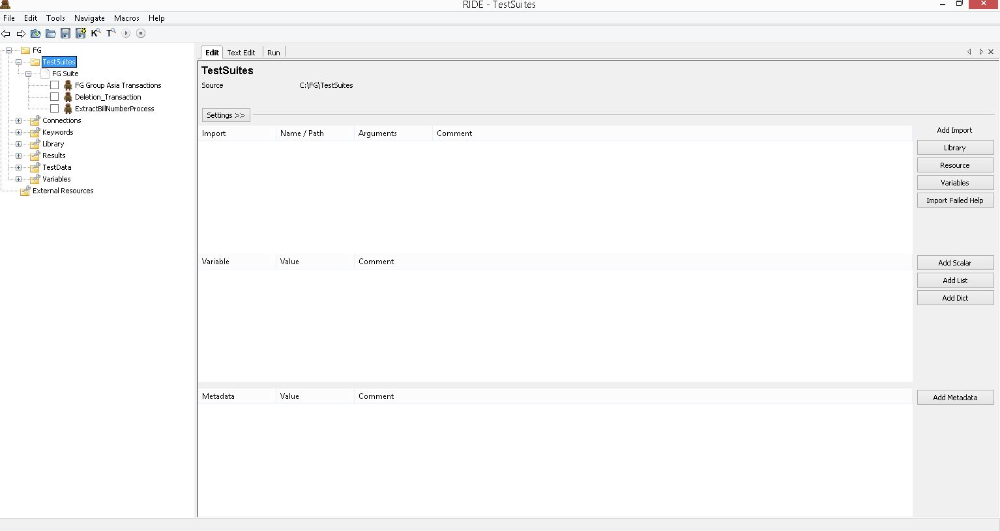 RIDE - TestSuites
File Edit Tools Navigate Macros Help
K T
FG
TestSuites
FG Suite
FG Group Asia Transactions
Deletion_Transaction
ExtractBillNumberProcess
Connections
Keywords
Library
Results
TestData
Variables
External Resources
Edit Text Edit Run
TestSuites
Source C:\FG\TestSuites
Settings >>
Import Name / Path Arguments Comment
Add Import
Library
Resource
Variables
Import Failed Help
Variable Value Comment
Add Scalar
Add List
Add Dict
Metadata Value Comment
Add Metadata